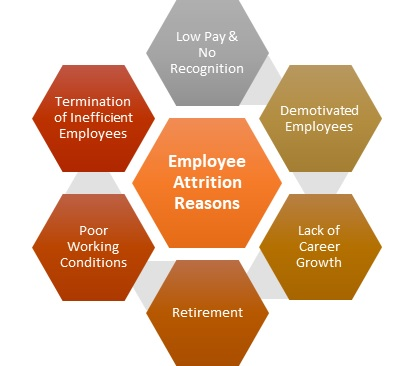 Low Pay &
No
Recognition
Termination
of Inefficient
Employees
Demotivated
Employees
Employee
Attrition
Reasons
Poor
Working
Conditions
Lack of
Career
Growth
Retirement